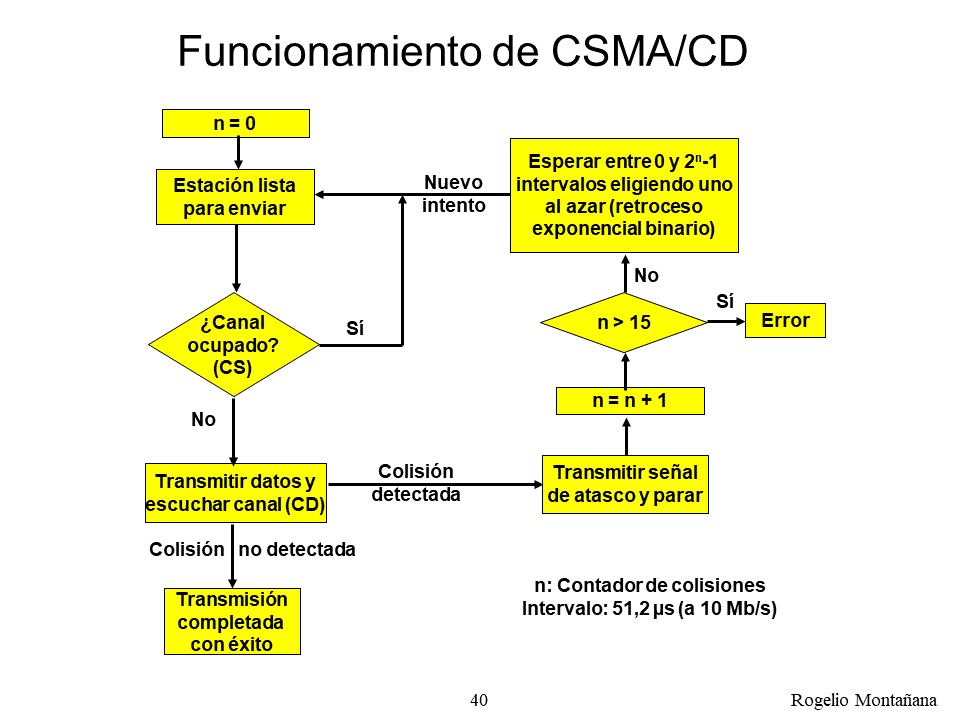 Funcionamiento de CSMA/CD
n = 0
Estación lista
para enviar
¿Canal
ocupado?
(CS)
Sí
No
Transmitir datos y
escuchar canal (CD)
Colisión no detectada
Transmisión
completada
con éxito
Colisión
detectada
Transmitir señal
de atasco y parar
n = n + 1
n > 15
Sí
Error
No
Esperar entre 0 y 2ⁿ-1
intervalos eligiendo uno
al azar (retroceso
exponencial binario)
Nuevo
intento
n: Contador de colisiones
Intervalo: 51,2 µs (a 10 Mb/s)
40
Rogelio Montañana